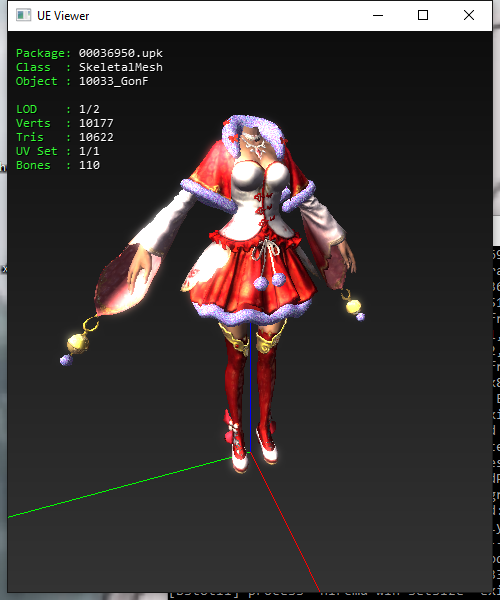 UE Viewer
Package: 00036950.upk
Class : SkeletalMesh
Object : 10033_GonF
LOD : 1/2
Verts : 10177
Tris : 10622
UV Set : 1/1
Bones : 110